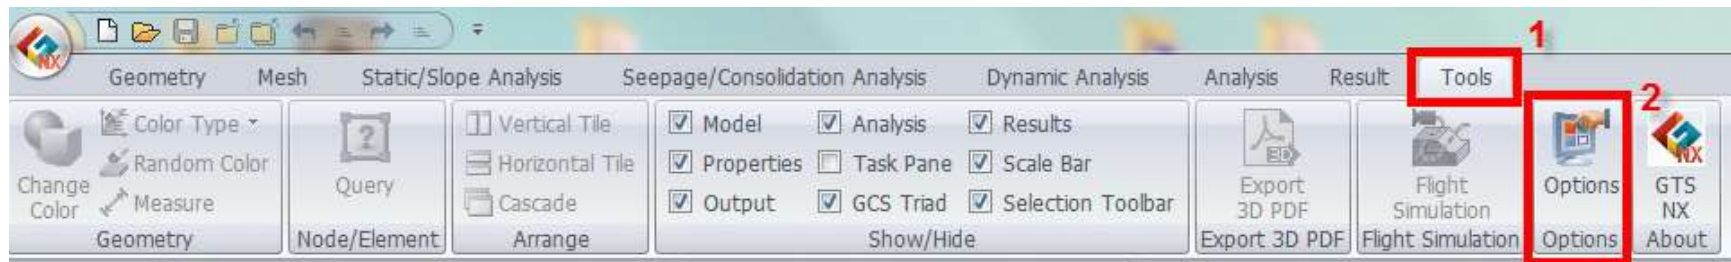 1
NX
Geometry Mesh Static/Slope Analysis Seepage/Consolidation Analysis Dynamic Analysis Analysis Result Tools
2
Color Type Vertical Tile Model Analysis Results
Random Color Horizontal Tile Properties Task Pane Scale Bar
Change Color Measure Query Cascade Output GCS Triad Selection Toolbar
3D
Export 3D PDF
Flight Simulation
Options
NX
GTS NX
Geometry Node/Element Arrange Show/Hide Export 3D PDF Flight Simulation Options About